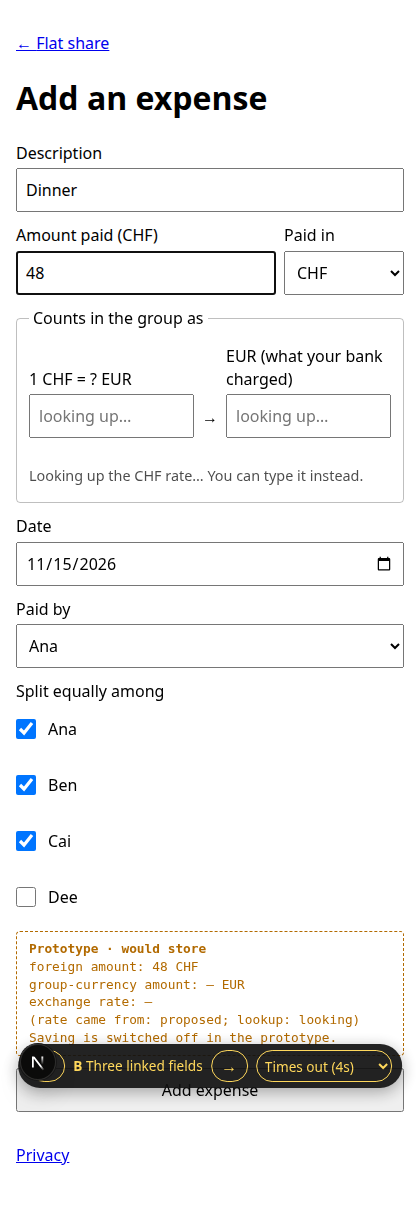 ← Flat share
Add an expense
Description
Dinner
Amount paid (CHF)
Paid in
48
CHF
Counts in the group as
1 CHF = ? EUR
EUR (what your bank
charged)
looking up...
→
looking up...
Looking up the CHF rate... You can type it instead.
Date
11/15/2026
Paid by
Ana
Split equally among
Ana
Ben
Cai
Dee
Prototype · would store
foreign amount: 48 CHF
group-currency amount: — EUR
exchange rate: —
(rate came from: proposed; lookup: looking)
Saving is switched off in the prototype.
N
B Three linked fields
→
Times out (4s)
Add expense
Privacy